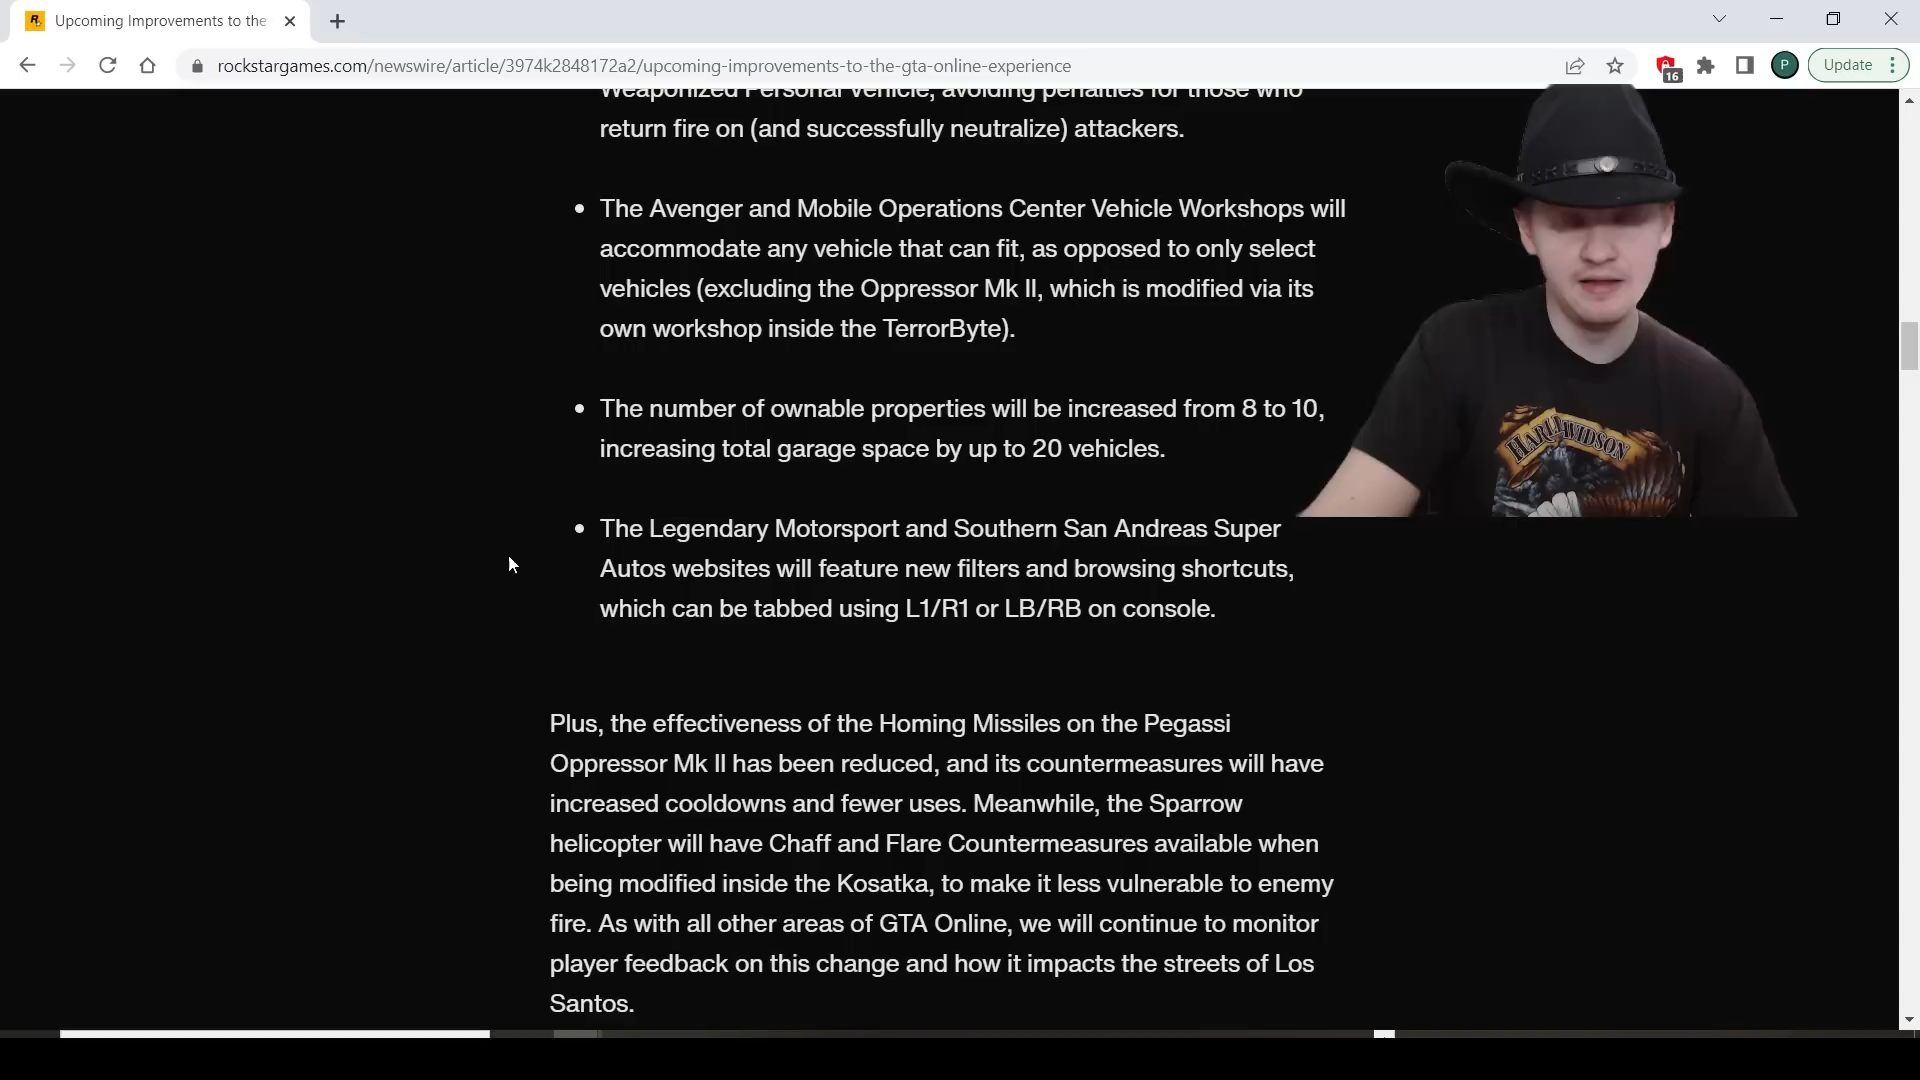 Upcoming Improvements to the
rockstargames.com/newswire/article/3974k2848172a2/upcoming-improvements-to-the-gta-online-experience
16
P
Update
Weaponized Personal Vehicle, avoiding penalties for those who
return fire on (and successfully neutralize) attackers.
• The Avenger and Mobile Operations Center Vehicle Workshops will
accommodate any vehicle that can fit, as opposed to only select
vehicles (excluding the Oppressor Mk II, which is modified via its
own workshop inside the TerrorByte).
• The number of ownable properties will be increased from 8 to 10,
increasing total garage space by up to 20 vehicles.
• The Legendary Motorsport and Southern San Andreas Super
Autos websites will feature new filters and browsing shortcuts,
which can be tabbed using L1/R1 or LB/RB on console.
Plus, the effectiveness of the Homing Missiles on the Pegassi
Oppressor Mk II has been reduced, and its countermeasures will have
increased cooldowns and fewer uses. Meanwhile, the Sparrow
helicopter will have Chaff and Flare Countermeasures available when
being modified inside the Kosatka, to make it less vulnerable to enemy
fire. As with all other areas of GTA Online, we will continue to monitor
player feedback on this change and how it impacts the streets of Los
Santos.